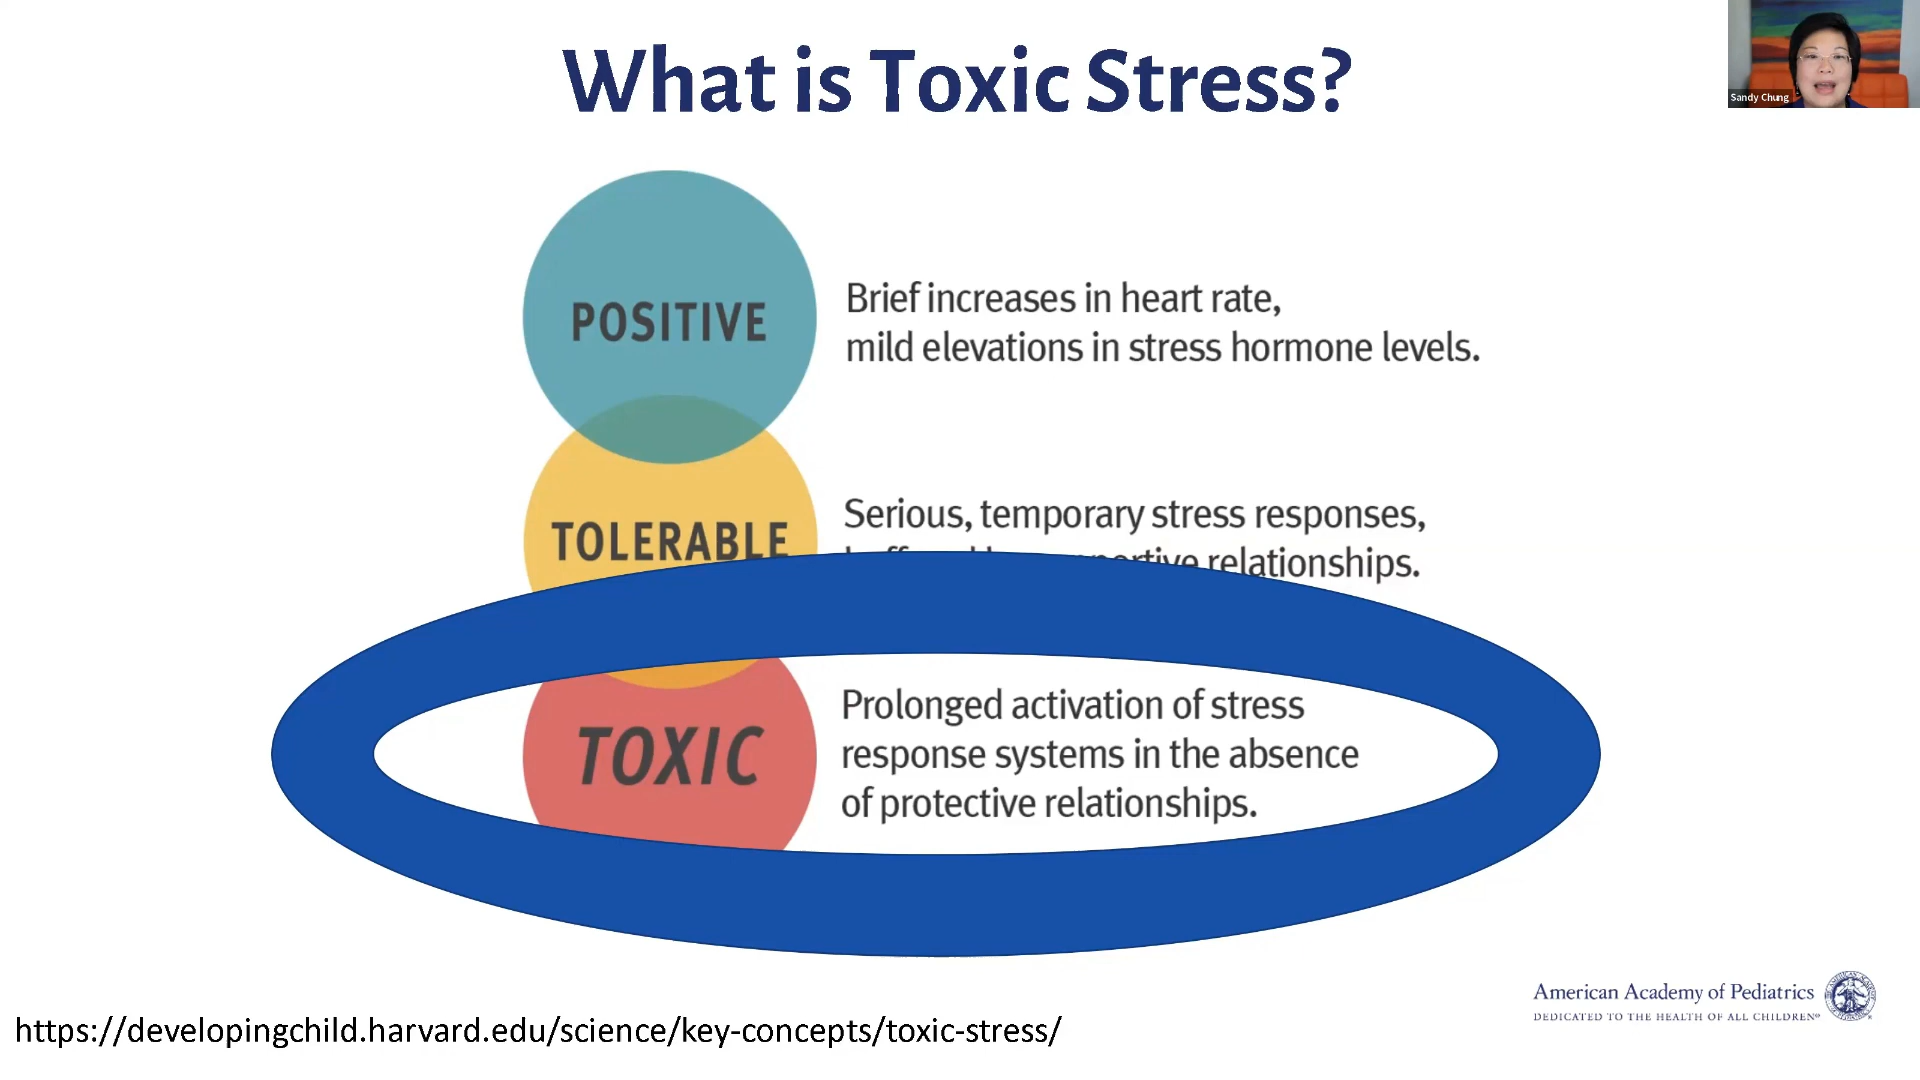 What is Toxic Stress?
Sandy Chung
POSITIVE
Brief increases in heart rate,
mild elevations in stress hormone levels.
TOLERABLE
Serious, temporary stress responses,
relationships.
TOXIC
Prolonged activation of stress
response systems in the absence
of protective relationships.
American Academy of Pediatrics
DEDICATED TO THE HEALTH OF ALL CHILDREN®
https://developingchild.harvard.edu/science/key-concepts/toxic-stress/